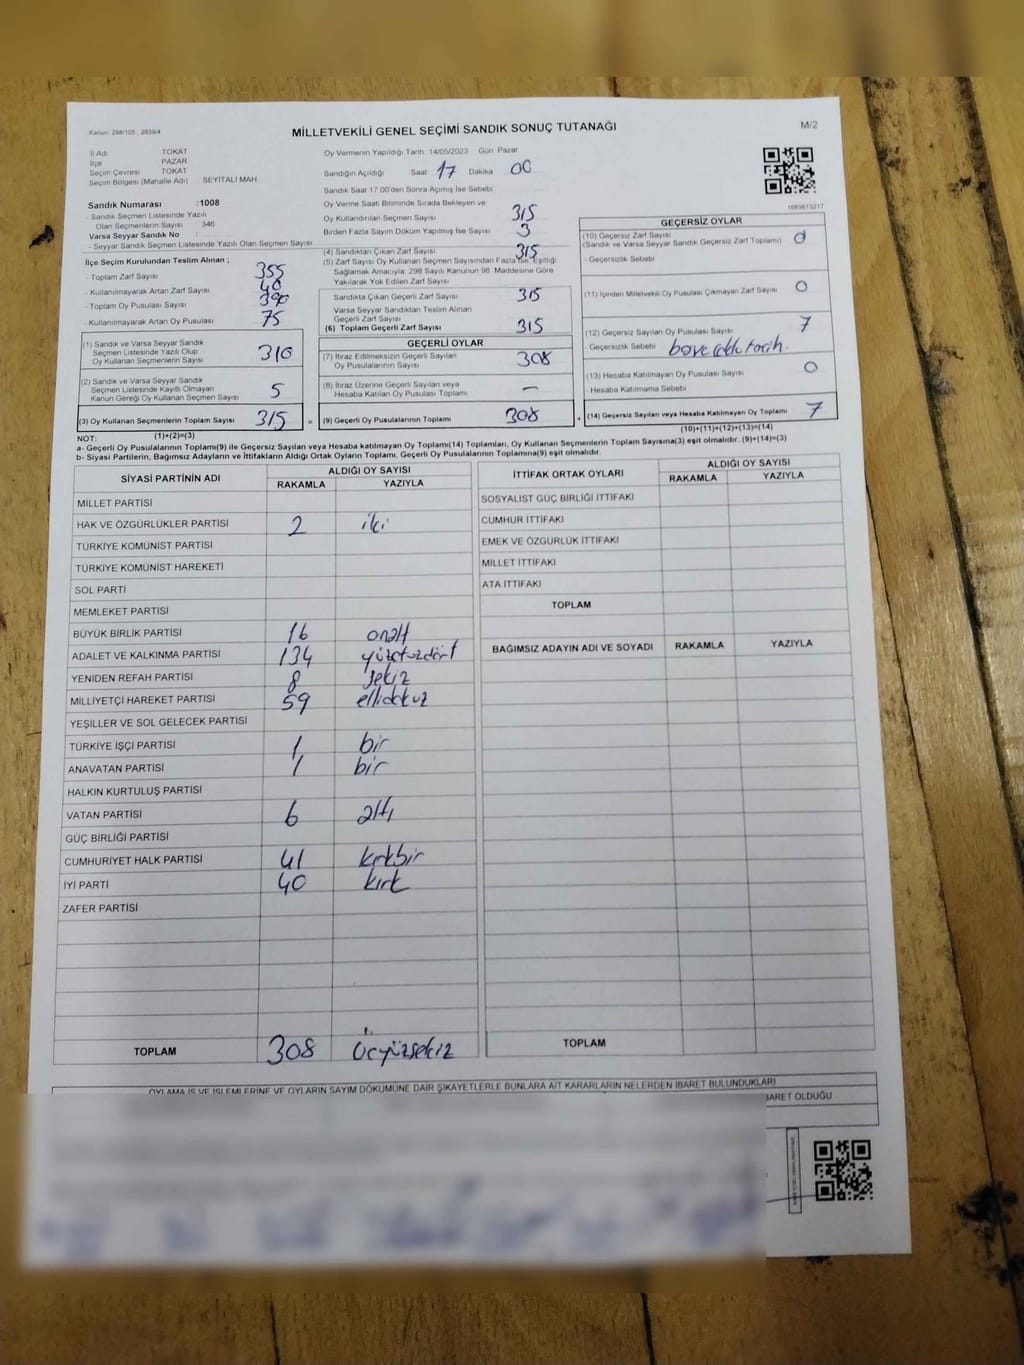 Kanun: 298/105 , 2839/4
MİLLETVEKİLİ GENEL SEÇİMİ SANDIK SONUÇ TUTANAĞI
M/2
İl Adı TOKAT
İlçe PAZAR
Seçim Çevresi TOKAT
Seçim Bölgesi (Mahalle Adı) SEYİTALİ MAH
Sandık Numarası :1008
- Sandık Seçmen Listesinde Yazılı
Olan Seçmenlerin Sayısı 346
Varsa Seyyar Sandık No :
- Seyyar Sandık Seçmen Listesinde Yazılı Olan Seçmen Sayısı
İlçe Seçim Kurulundan Teslim Alınan ;
- Toplam Zarf Sayısı 355
- Kullanılmayarak Artan Zarf Sayısı 40
- Toplam Oy Pusulası Sayısı 390
- Kullanılmayarak Artan Oy Pusulası 75
(1) Sandık ve Varsa Seyyar Sandık
Seçmen Listesinde Yazılı Olup
Oy Kullanan Seçmenlerin Sayısı 310
(2) Sandık ve Varsa Seyyar Sandık
Seçmen Listesinde Kayıtlı Olmayan
Kanun Gereği Oy Kullanan Seçmen Sayısı 5
(3) Oy Kullanan Seçmenlerin Toplam Sayısı 315
(1)+(2)=(3)
Oy Vermenin Yapıldığı Tarih 14/05/2023 Gün Pazar
Sandığın Açıldığı Saat 17 Dakika 00
Sandık Saat 17 00'den Sonra Açılmış İse Sebebi
Oy Verme Saati Bitiminde Sırada Bekleyen ve
Oy Kullandırılan Seçmen Sayısı 315
Birden Fazla Sayım Döküm Yapılmış İse Sayısı 3
(4) Sandıktan Çıkan Zarf Sayısı 315
(5) Zarf Sayısı Oy Kullanan Seçmen Sayısından Fazla İse, Eşitliği
Sağlamak Amacıyla, 298 Sayılı Kanunun 98. Maddesine Göre
Yakılarak Yok Edilen Zarf Sayısı
Sandıkta Çıkan Geçerli Zarf Sayısı 315
Varsa Seyyar Sandıktan Teslim Alınan
Geçerli Zarf Sayısı
(6) Toplam Geçerli Zarf Sayısı 315
GEÇERLİ OYLAR
(7) İtiraz Edilmeksizin Geçerli Sayılan
Oy Pusulalarının Sayısı 308
(8) İtiraz Üzerine Geçerli Sayılan veya
Hesaba Katılan Oy Pusulası Toplamı —
= (9) Geçerli Oy Pusulalarının Toplamı 308 +
1083613217
GEÇERSİZ OYLAR
(10) Geçersiz Zarf Sayısı 0
(Sandık ve Varsa Seyyar Sandık Geçersiz Zarf Toplamı)
- Geçersizlik Sebebi
(11) İçinden Milletvekili Oy Pusulası Çıkmayan Zarf Sayısı 0
(12) Geçersiz Sayılan Oy Pusulası Sayısı 7
- Geçersizlik Sebebi
(13) Hesaba Katılmayan Oy Pusulası Sayısı 0
- Hesaba Katılmama Sebebi
(14) Geçersiz Sayılan veya Hesaba Katılmayan Oy Toplamı 7
(10)+(11)+(12)+(13)=(14)
NOT:
a- Geçerli Oy Pusulalarının Toplamı(9) ile Geçersiz Sayılan veya Hesaba katılmayan Oy Toplamı(14) Toplamları, Oy Kullanan Seçmenlerin Toplam Sayısına(3) eşit olmalıdır. (9)+(14)=(3)
b- Siyasi Partilerin, Bağımsız Adayların ve İttifakların Aldığı Ortak Oyların Toplamı, Geçerli Oy Pusulalarının Toplamına(9) eşit olmalıdır.
SİYASİ PARTİNİN ADI ALDIĞI OY SAYISI
RAKAMLA YAZIYLA
MİLLET PARTİSİ
HAK VE ÖZGÜRLÜKLER PARTİSİ 2 iki
TÜRKİYE KOMÜNİST PARTİSİ
TÜRKİYE KOMÜNİST HAREKETİ
SOL PARTİ
MEMLEKET PARTİSİ
BÜYÜK BİRLİK PARTİSİ 16 onaltı
ADALET VE KALKINMA PARTİSİ 134 yüzotuzdört
YENİDEN REFAH PARTİSİ 8 sekiz
MİLLİYETÇİ HAREKET PARTİSİ 59 ellidokuz
YEŞİLLER VE SOL GELECEK PARTİSİ
TÜRKİYE İŞÇİ PARTİSİ 1 bir
ANAVATAN PARTİSİ 1 bir
HALKIN KURTULUŞ PARTİSİ
VATAN PARTİSİ 6 altı
GÜÇ BİRLİĞİ PARTİSİ
CUMHURİYET HALK PARTİSİ 41 kırkbir
İYİ PARTİ 40 kırk
ZAFER PARTİSİ
TOPLAM 308 üçyüzsekiz
İTTİFAK ORTAK OYLARI ALDIĞI OY SAYISI
RAKAMLA YAZIYLA
SOSYALİST GÜÇ BİRLİĞİ İTTİFAKI
CUMHUR İTTİFAKI
EMEK VE ÖZGÜRLÜK İTTİFAKI
MİLLET İTTİFAKI
ATA İTTİFAKI
TOPLAM
BAĞIMSIZ ADAYIN ADI VE SOYADI RAKAMLA YAZIYLA
TOPLAM
OYLAMA İŞ VE İŞLEMLERİNE VE OYLARIN SAYIM DÖKÜMÜNE DAİR ŞİKAYETLERLE BUNLARA AİT KARARLARIN NELERDEN İBARET BULUNDUKLARI
İBARET OLDUĞU